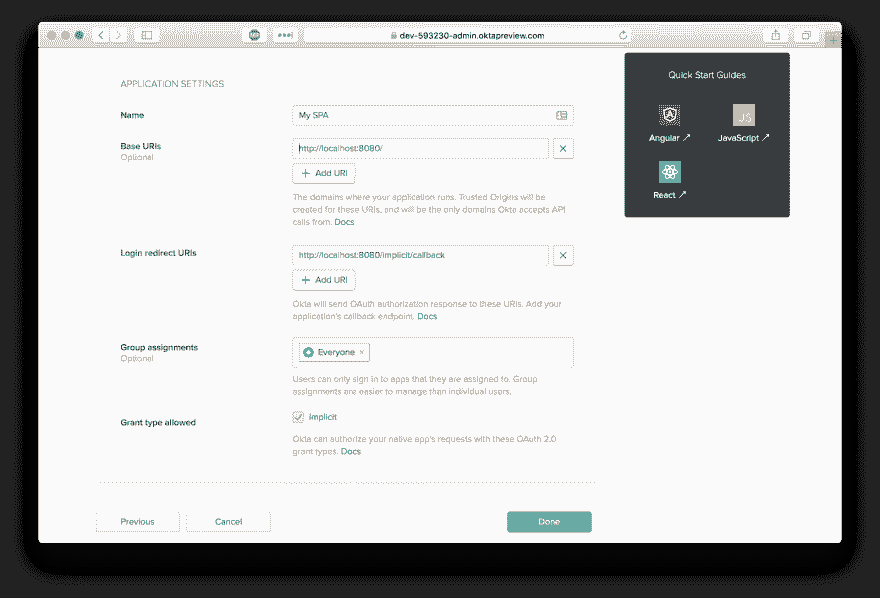 dev-593230-admin.oktapreview.com
APPLICATION SETTINGS
Name
My SPA
Base URIs
Optional
http://localhost:8080/
+ Add URI
The domains where your application runs. Trusted Origins will be
created for these URIs, and will be the only domains Okta accepts API
calls from. Docs
Login redirect URIs
http://localhost:8080/implicit/callback
+ Add URI
Okta will send OAuth authorization response to these URIs. Add your
application's callback endpoint. Docs
Group assignments
Optional
Everyone ×
Users can only sign in to apps that they are assigned to. Group
assignments are easier to manage than individual users.
Grant type allowed
Implicit
Okta can authorize your native app's requests with these OAuth 2.0
grant types. Docs
Previous
Cancel
Done
Quick Start Guides
JS
Angular ↗
JavaScript ↗
React ↗